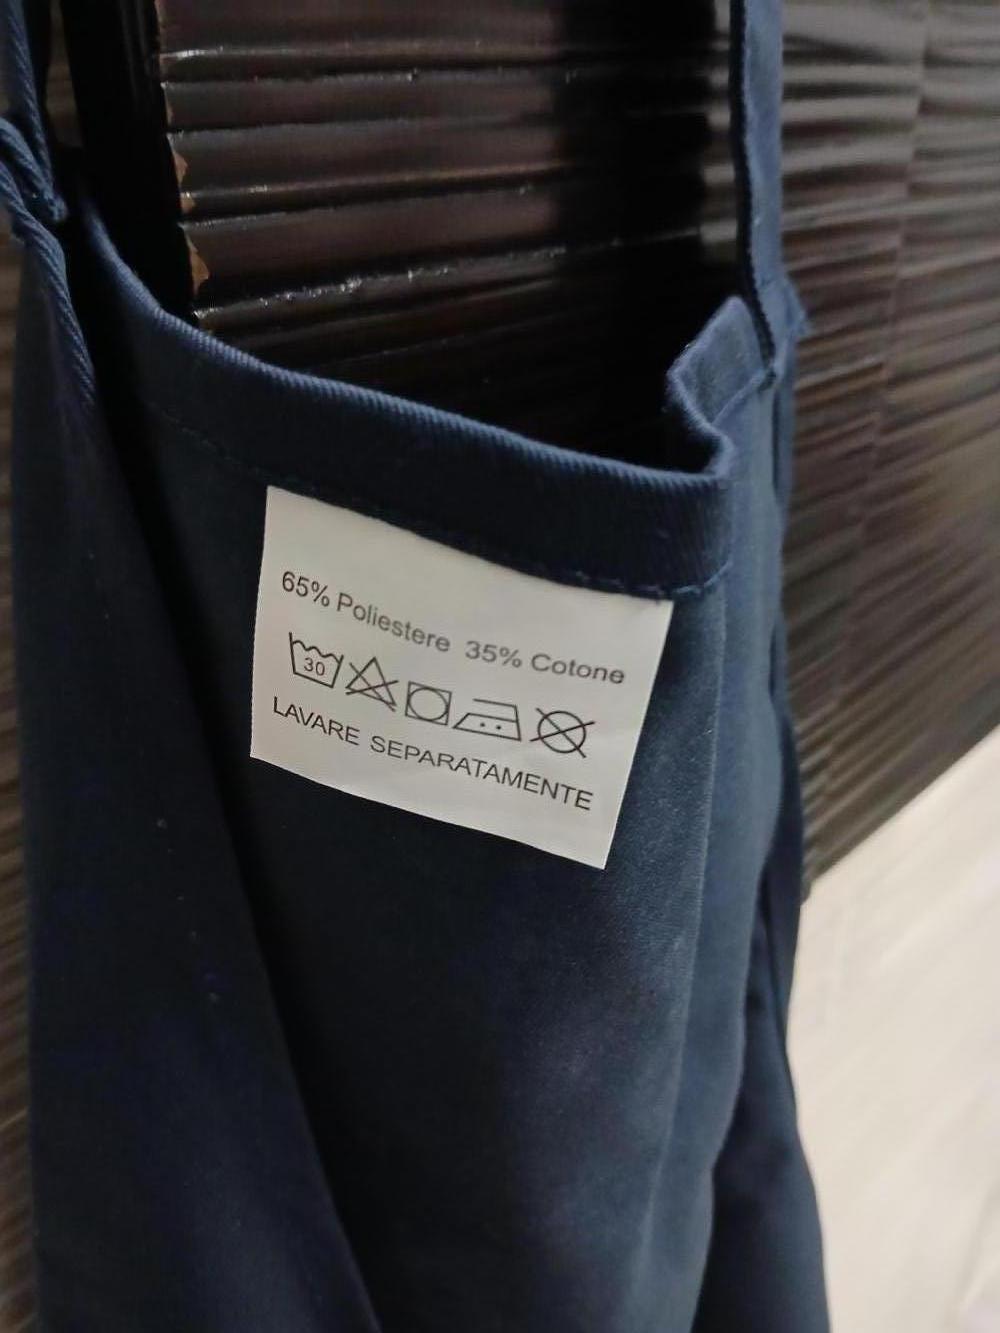 65% Poliestere 35% Cotone
30
LAVARE SEPARATAMENTE